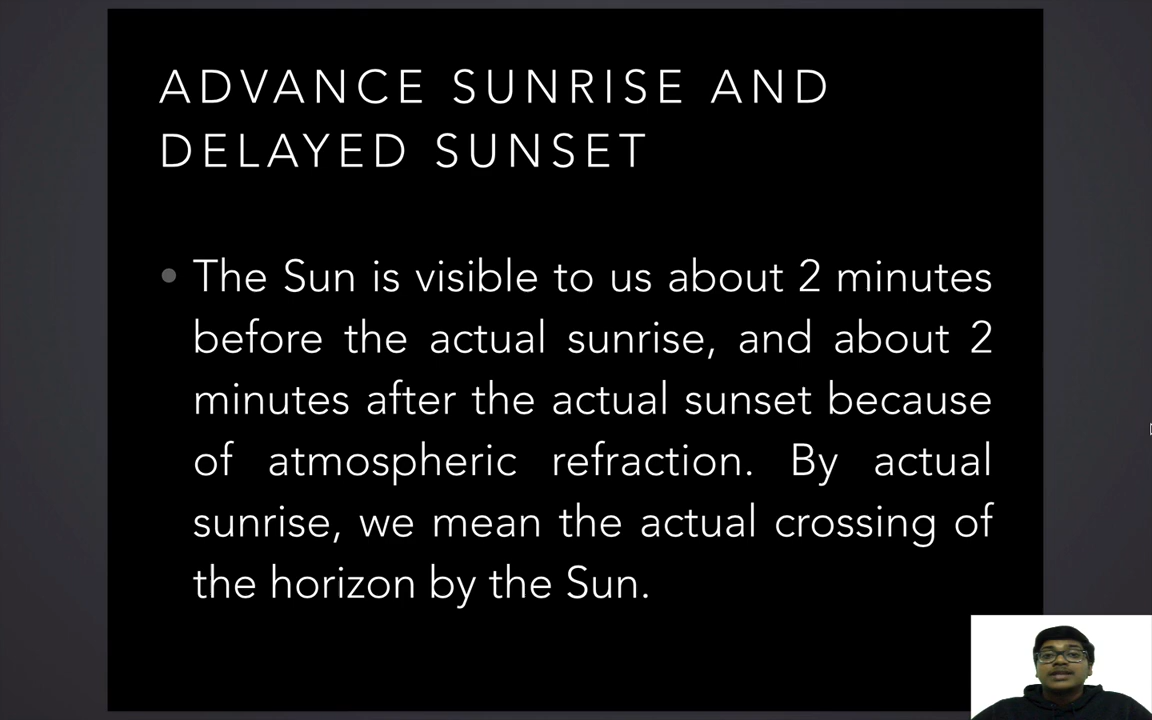 ADVANCE SUNRISE AND
DELAYED SUNSET
• The Sun is visible to us about 2 minutes
before the actual sunrise, and about 2
minutes after the actual sunset because
of atmospheric refraction. By actual
sunrise, we mean the actual crossing of
the horizon by the Sun.